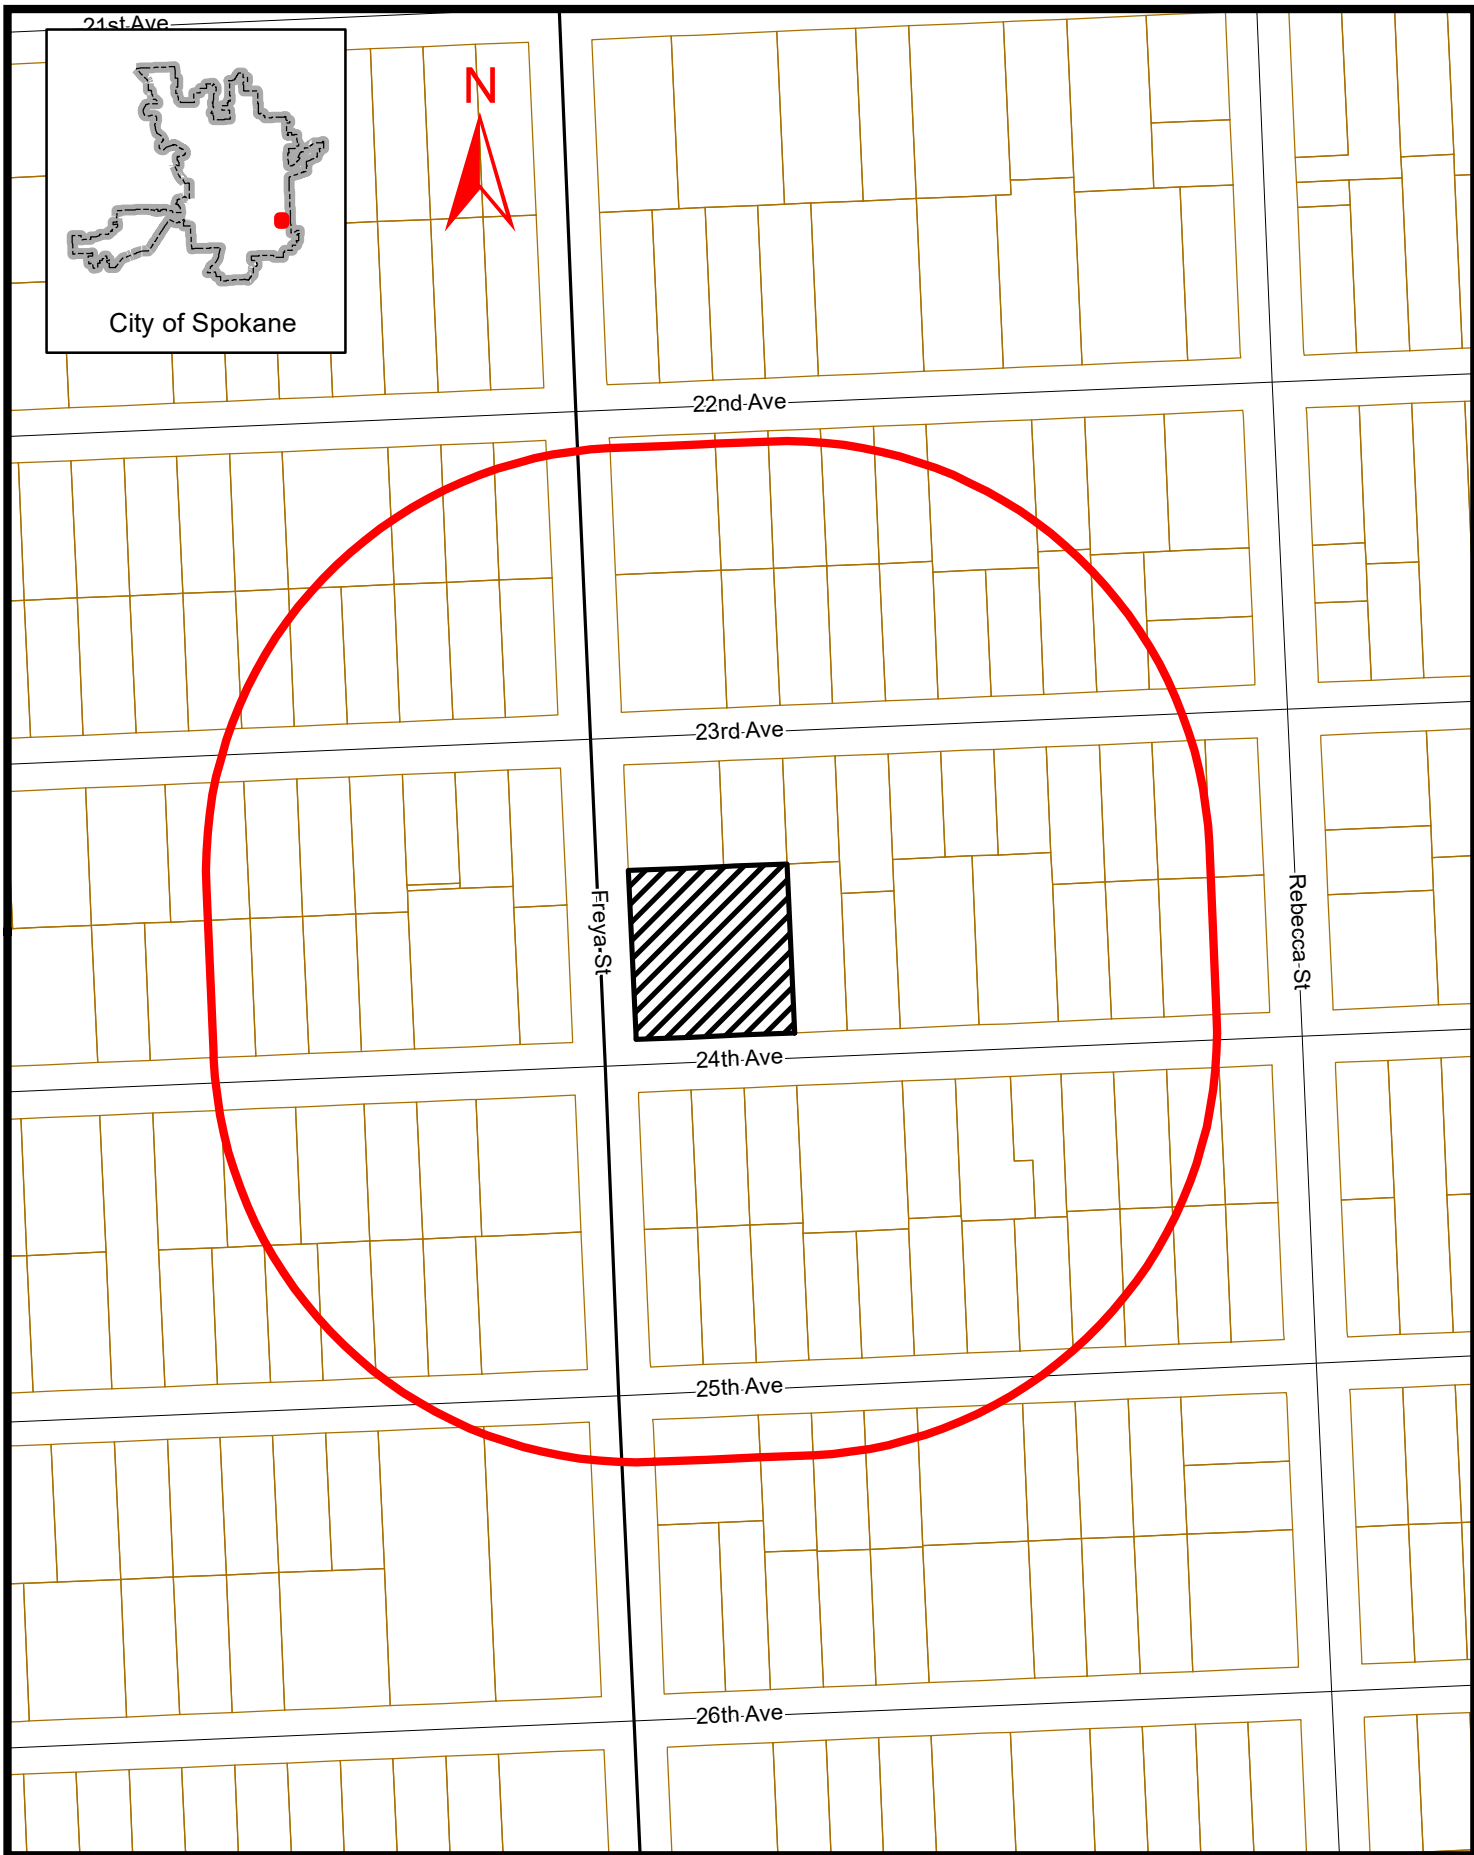 21st Ave
N
City of Spokane
22nd Ave
23rd Ave
Freya St
Rebecca St
24th Ave
25th Ave
26th Ave